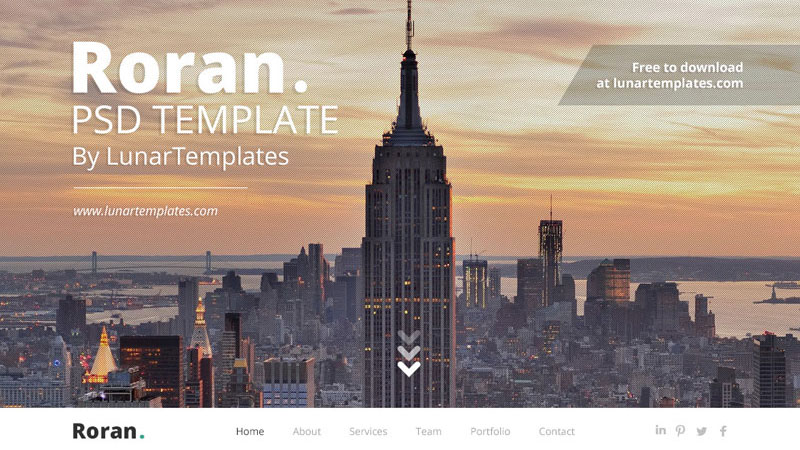 Roran.
PSD TEMPLATE
By LunarTemplates
www.lunartemplates.com
Free to download
at lunartemplates.com
Roran.
Home About Services Team Portfolio Contact